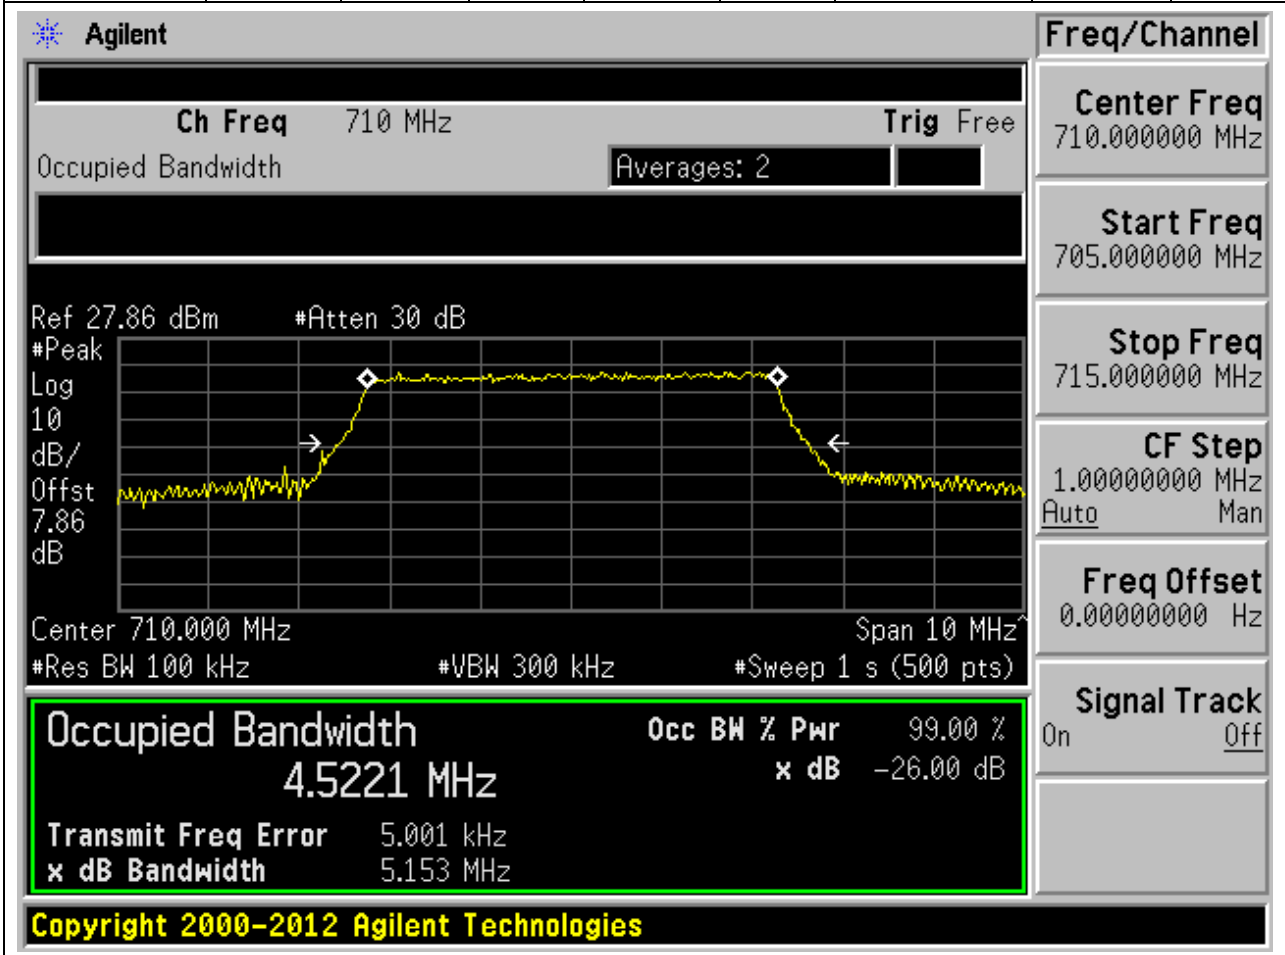 Agilent
Freq/Channel
Ch Freq 710 MHz Trig Free
Occupied Bandwidth Averages: 2
Center Freq
710.000000 MHz
Start Freq
705.000000 MHz
Stop Freq
715.000000 MHz
CF Step
1.00000000 MHz
Auto Man
Freq Offset
0.00000000 Hz
Signal Track
On Off
Ref 27.86 dBm #Atten 30 dB
#Peak
Log
10
dB/
Offst
7.86
dB
Center 710.000 MHz Span 10 MHz^
#Res BW 100 kHz #VBW 300 kHz #Sweep 1 s (500 pts)
Occupied Bandwidth Occ BW % Pwr 99.00 %
4.5221 MHz x dB -26.00 dB
Transmit Freq Error 5.001 kHz
x dB Bandwidth 5.153 MHz
Copyright 2000-2012 Agilent Technologies